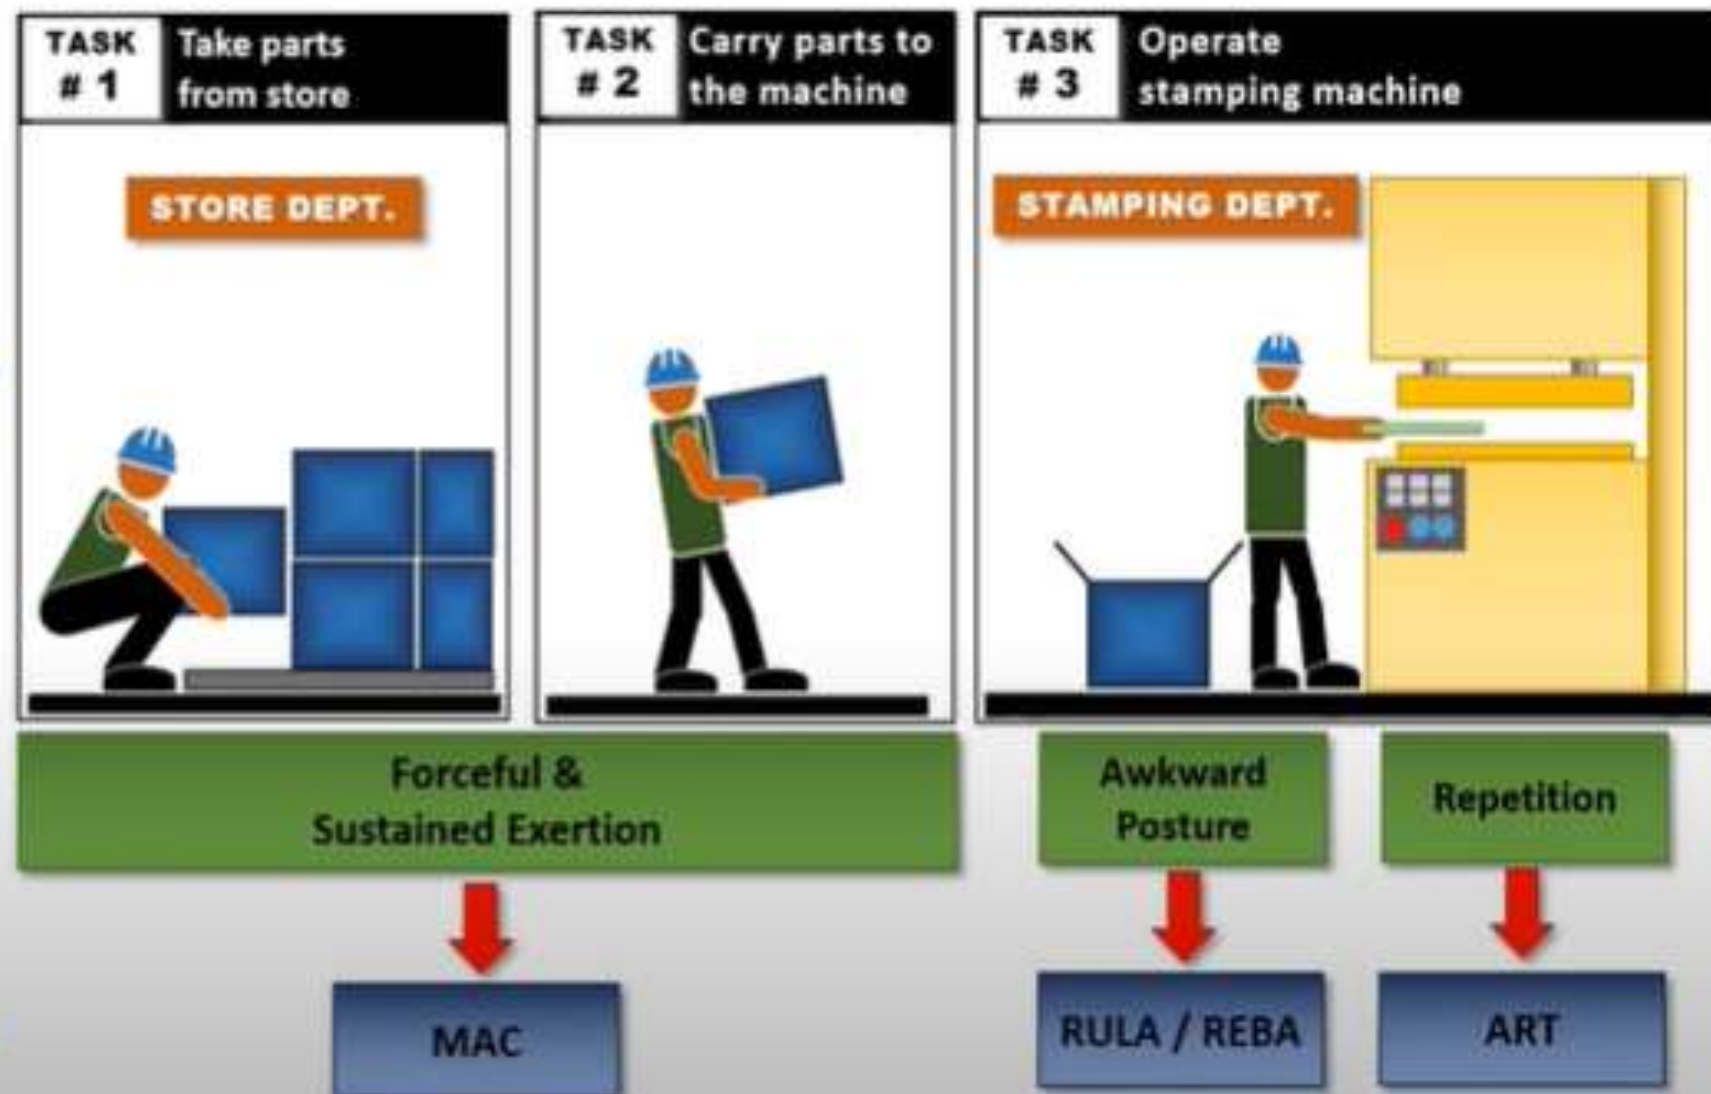 TASK
# 1
Take parts
from store
TASK
# 2
Carry parts to
the machine
TASK
# 3
Operate
stamping machine
STORE DEPT.
STAMPING DEPT.
Forceful &
Sustained Exertion
Awkward
Posture
Repetition
MAC
RULA / REBA
ART